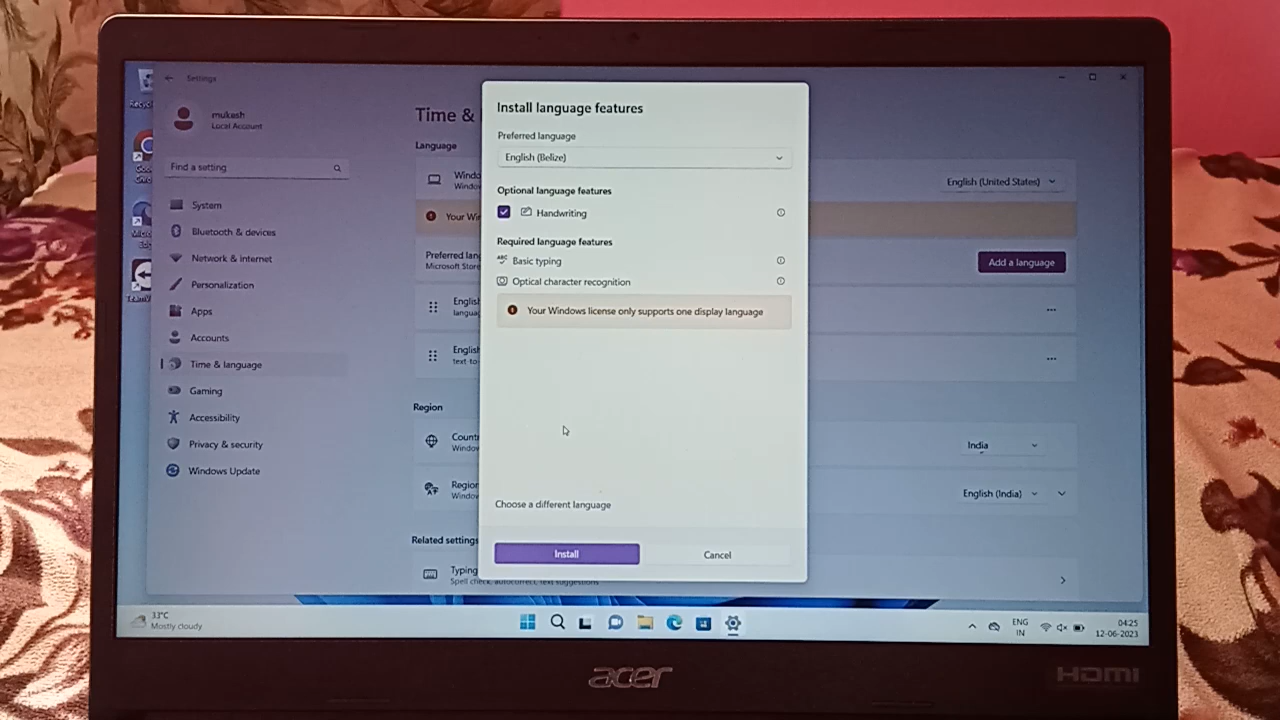 Settings
mukesh
Local Account
Find a setting
System
Bluetooth & devices
Network & internet
Personalization
Apps
Accounts
Time & language
Gaming
Accessibility
Privacy & security
Windows Update
Time &
Language
English (United States)
Add a language
Region
India
English (India)
Related settings
Typing
Install language features
Preferred language
English (Belize)
Optional language features
Handwriting
Required language features
ABC
Basic typing
Optical character recognition
Your Windows license only supports one display language
Choose a different language
Install
Cancel
33°C
Mostly cloudy
ENG
IN
04:25
12-06-2023
acer
HDMI